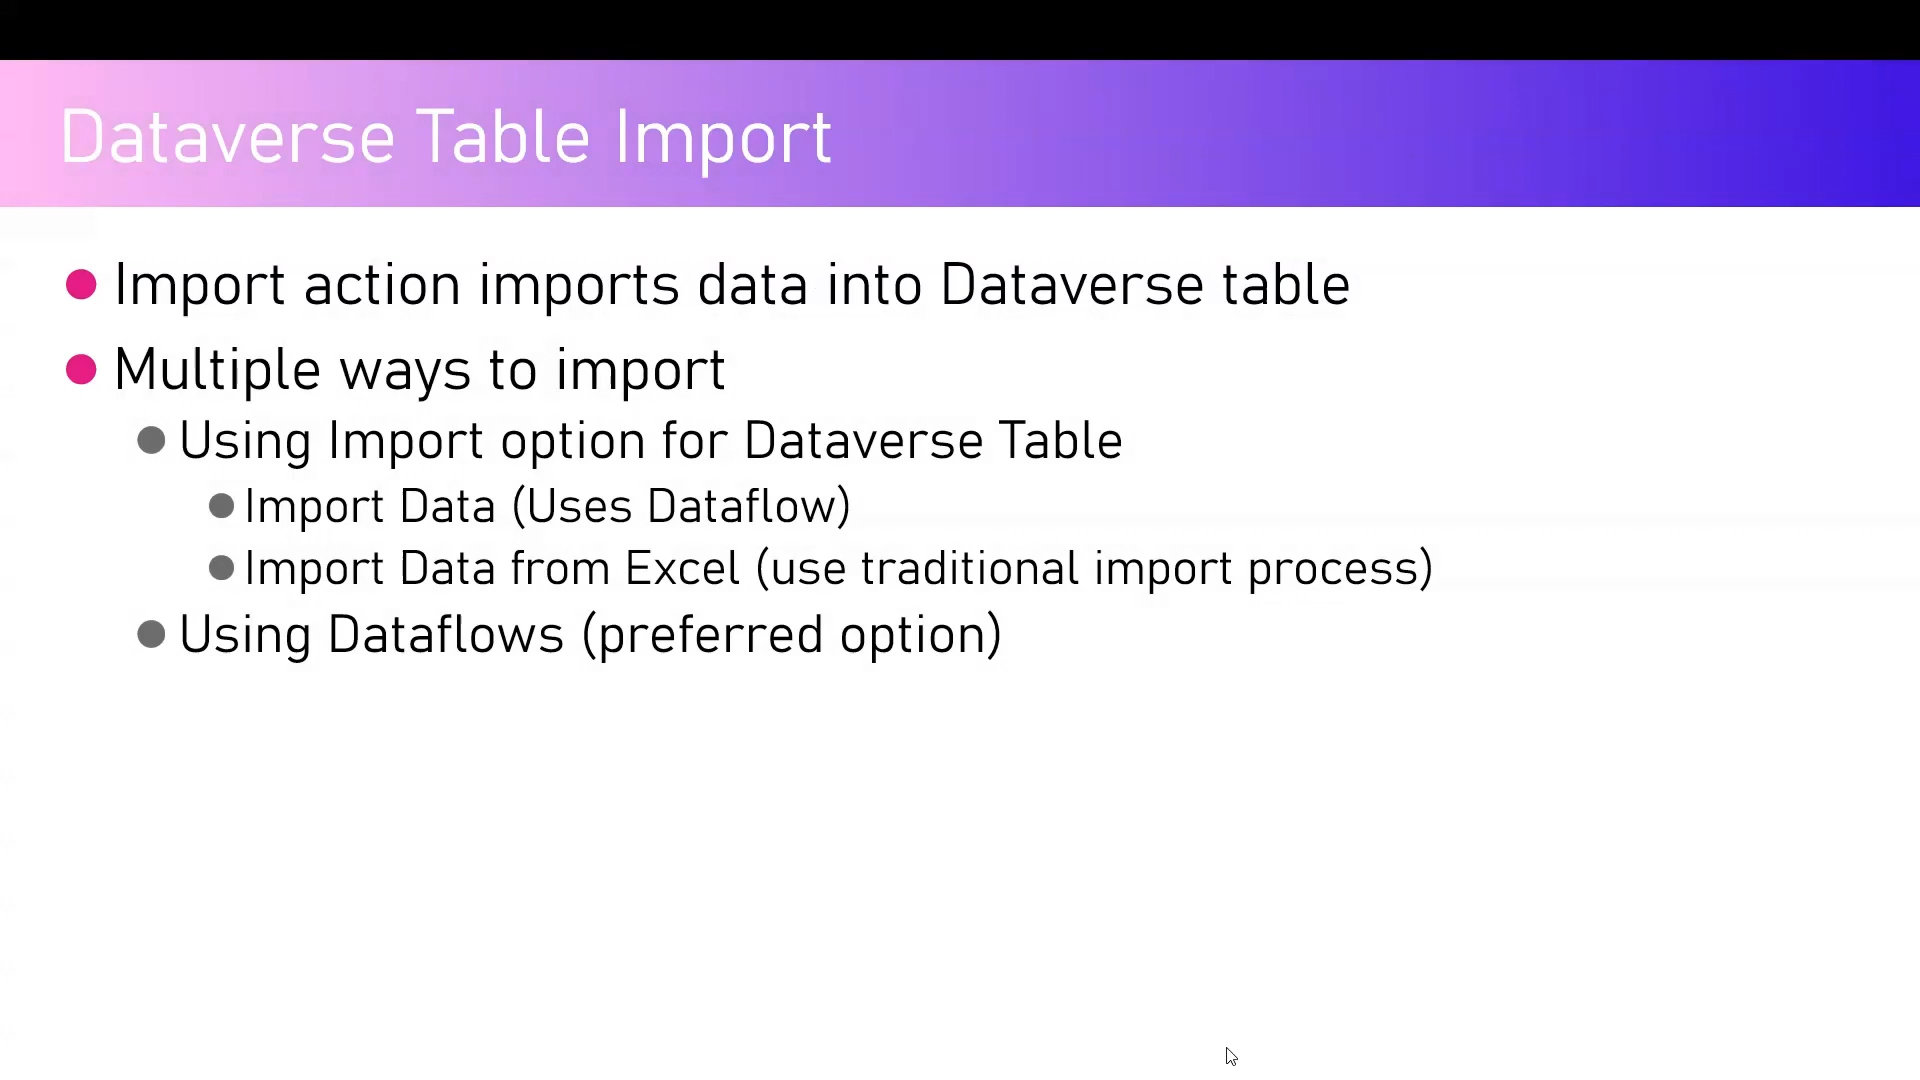 Dataverse Table Import
Import action imports data into Dataverse table
Multiple ways to import
Using Import option for Dataverse Table
Import Data (Uses Dataflow)
Import Data from Excel (use traditional import process)
Using Dataflows (preferred option)